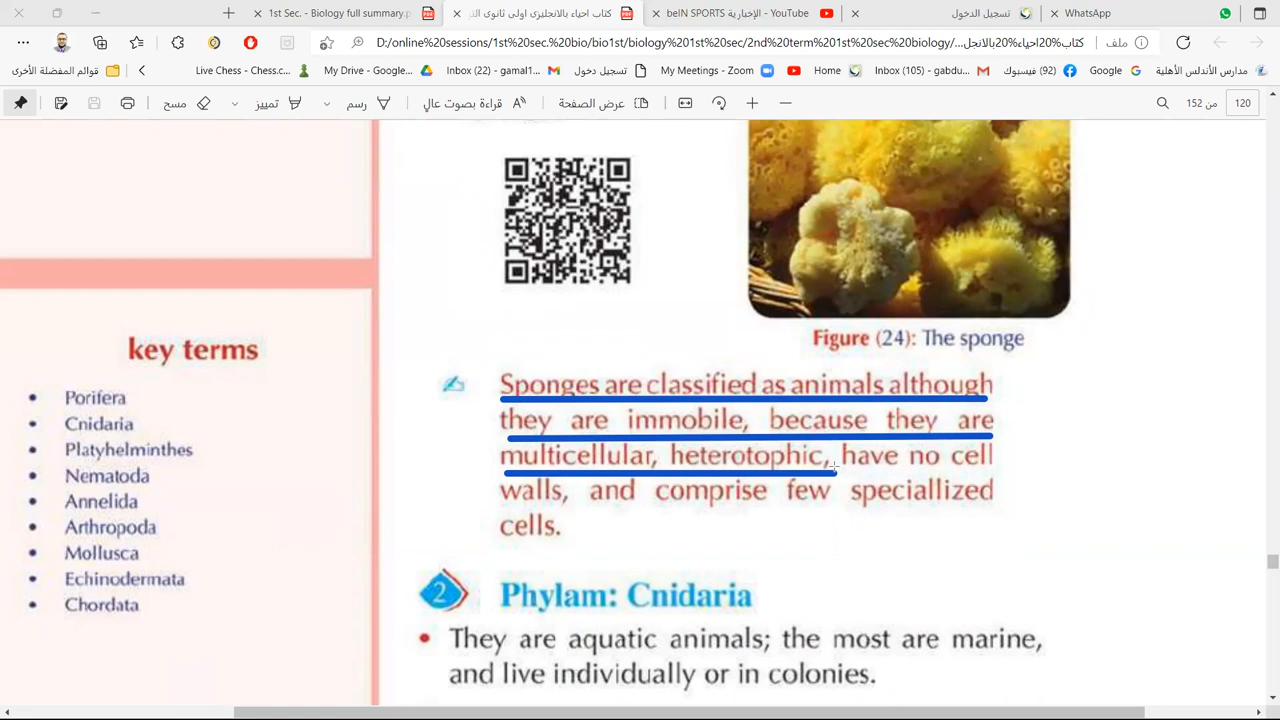 1st Sec. - Biology full summary.p
كتاب احياء بالانجليزى اولى ثانوى الت
beIN SPORTS الإخبارية - YouTube
تسجيل الدخول
WhatsApp
D:/online%20sessions/1st%20sec.%20bio/bio1st/biology%201st%20sec/2nd%20term%201st%20sec%20biology/...كتاب%20احياء%20بالانجل
ملف
قوائم المفضلة الأخرى
Live Chess - Chess.c...
My Drive - Google...
Inbox (22) - gamal1...
تسجيل دخول
My Meetings - Zoom
Home
Inbox (105) - gabdu...
(92) فيسبوك
Google
مدارس الأندلس الأهلية
مسح
تمييز
رسم
قراءة بصوت عالٍ
عرض الصفحة
من 152
120
Figure (24): The sponge
key terms
• Porifera
• Cnidaria
• Platyhelminthes
• Nematoda
• Annelida
• Arthropoda
• Mollusca
• Echinodermata
• Chordata
Sponges are classified as animals although
they are immobile, because they are
multicellular, heterotophic, have no cell
walls, and comprise few speciallized
cells.
2 Phylam: Cnidaria
• They are aquatic animals; the most are marine,
and live individually or in colonies.